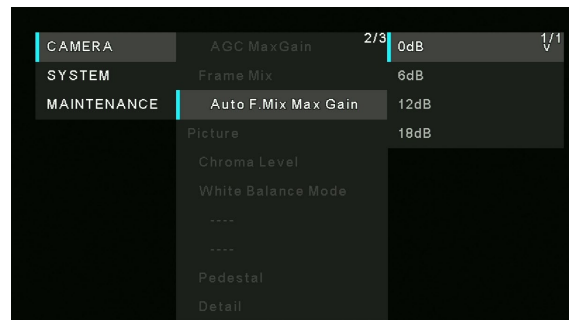 CAMERA
SYSTEM
MAINTENANCE
2/3
AGC MaxGain
Frame Mix
Auto F.Mix Max Gain
Picture
Chroma Level
White Balance Mode
----
----
Pedestal
Detail
1/1
0dB
6dB
12dB
18dB